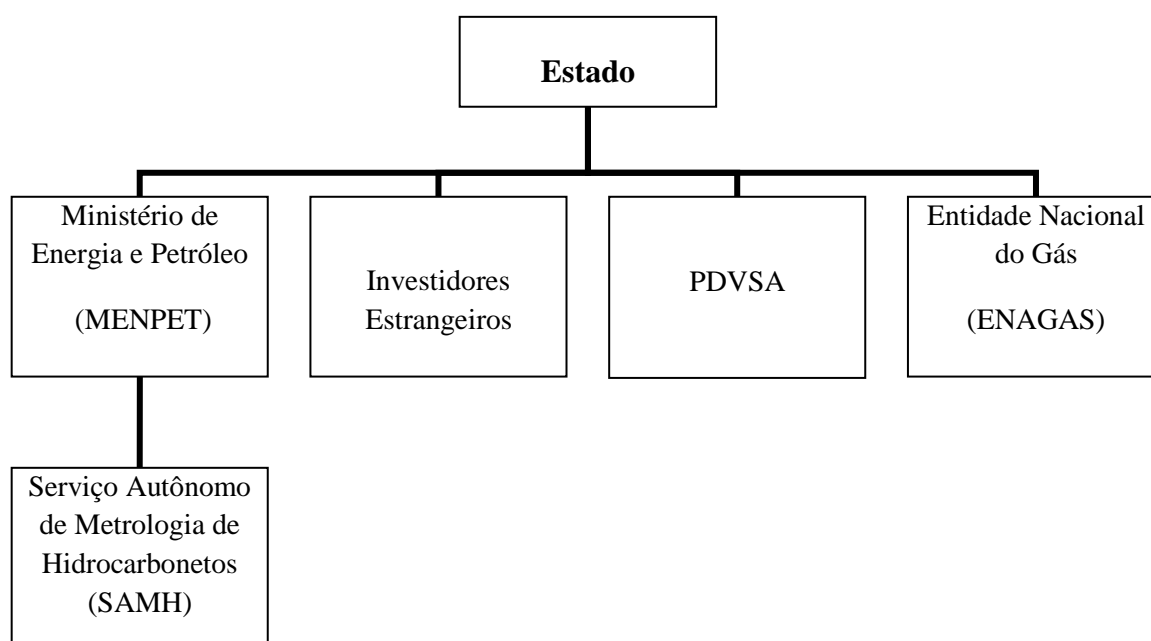 Estado
Ministério de
Energia e Petróleo
(MENPET)
Investidores
Estrangeiros
PDVSA
Entidade Nacional
do Gás
(ENAGAS)
Serviço Autônomo
de Metrologia de
Hidrocarbonetos
(SAMH)